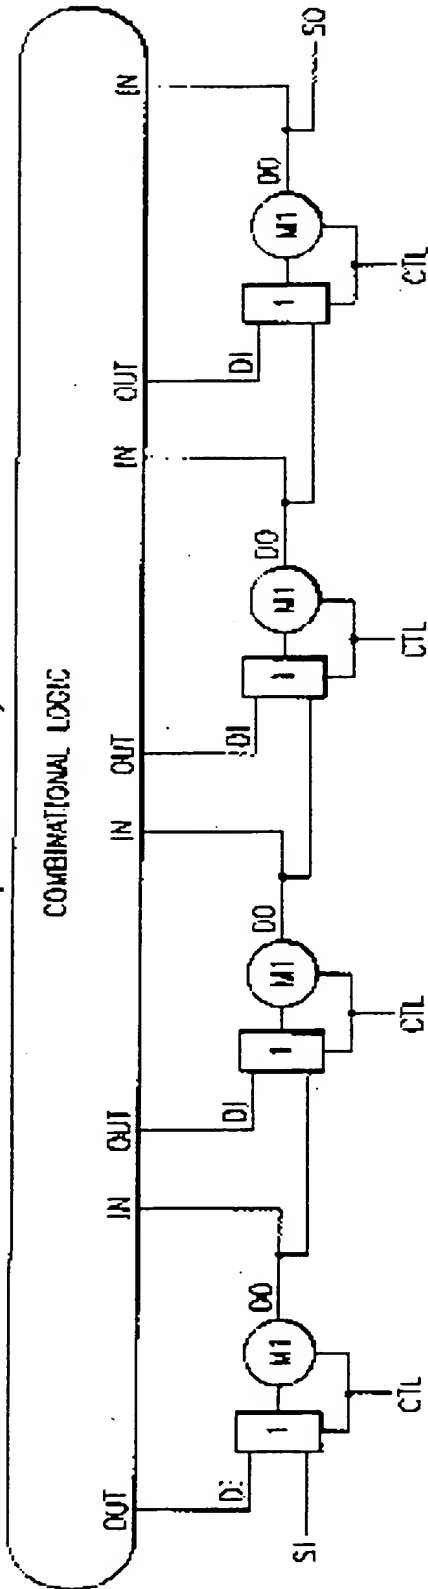 COMBINATIONAL LOGIC
OUT
IN
OUT
IN
OUT
IN
OUT
IN
DI
1
M1
DO
SI
CTL
DI
1
M1
DO
CTL
DI
1
M1
DO
CTL
DI
1
M1
DO
CTL
SO